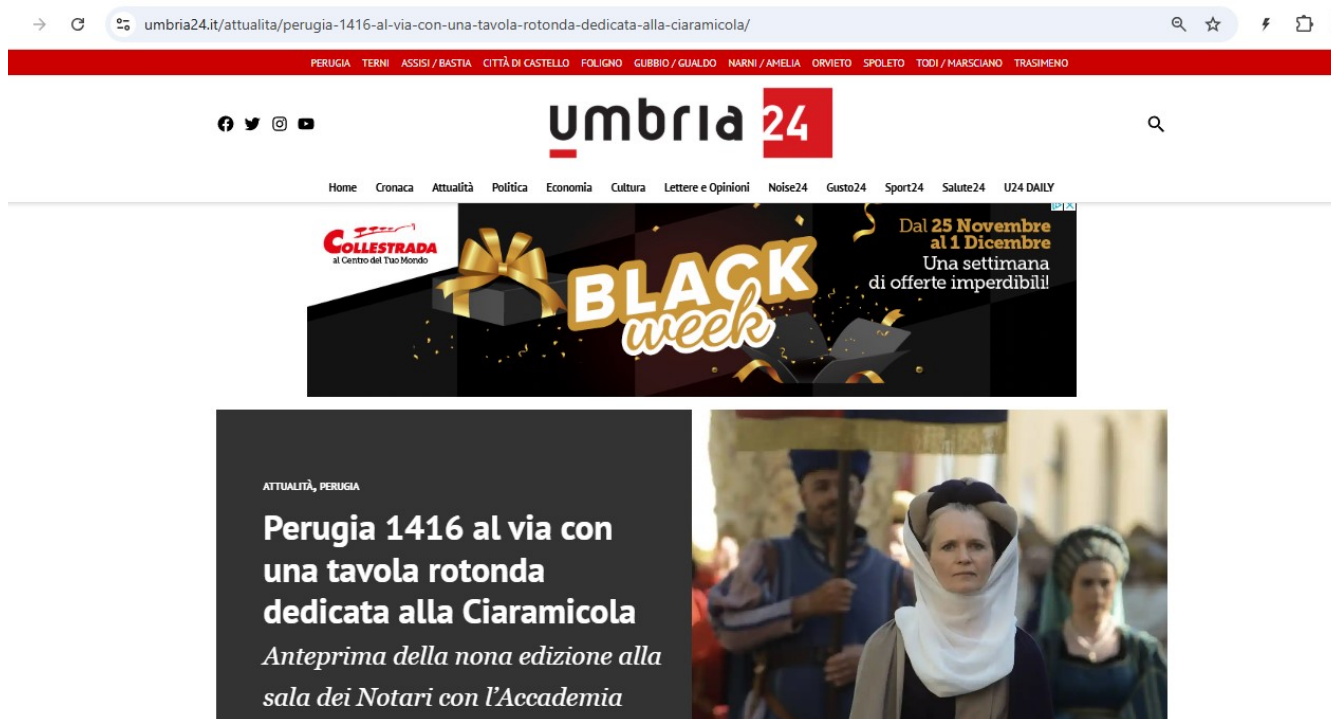 umbria24.it/attualita/perugia-1416-al-via-con-una-tavola-rotonda-dedicata-alla-ciaramicola/
PERUGIA TERNI ASSISI / BASTIA CITTÀ DI CASTELLO FOLIGNO GUBBIO / GUALDO NARNI / AMELIA ORVIETO SPOLETO TODI / MARSCIANO TRASIMENO
umbria 24
Home Cronaca Attualità Politica Economia Cultura Lettere e Opinioni Noise24 Gusto24 Sport24 Salute24 U24 DAILY
COLLESTRADA
al Centro del Tuo Mondo
BLACK
week
Dal 25 Novembre
al 1 Dicembre
Una settimana
di offerte imperdibili!
ATTUALITÀ, PERUGIA
Perugia 1416 al via con
una tavola rotonda
dedicata alla Ciaramicola
Anteprima della nona edizione alla
sala dei Notari con l’Accademia